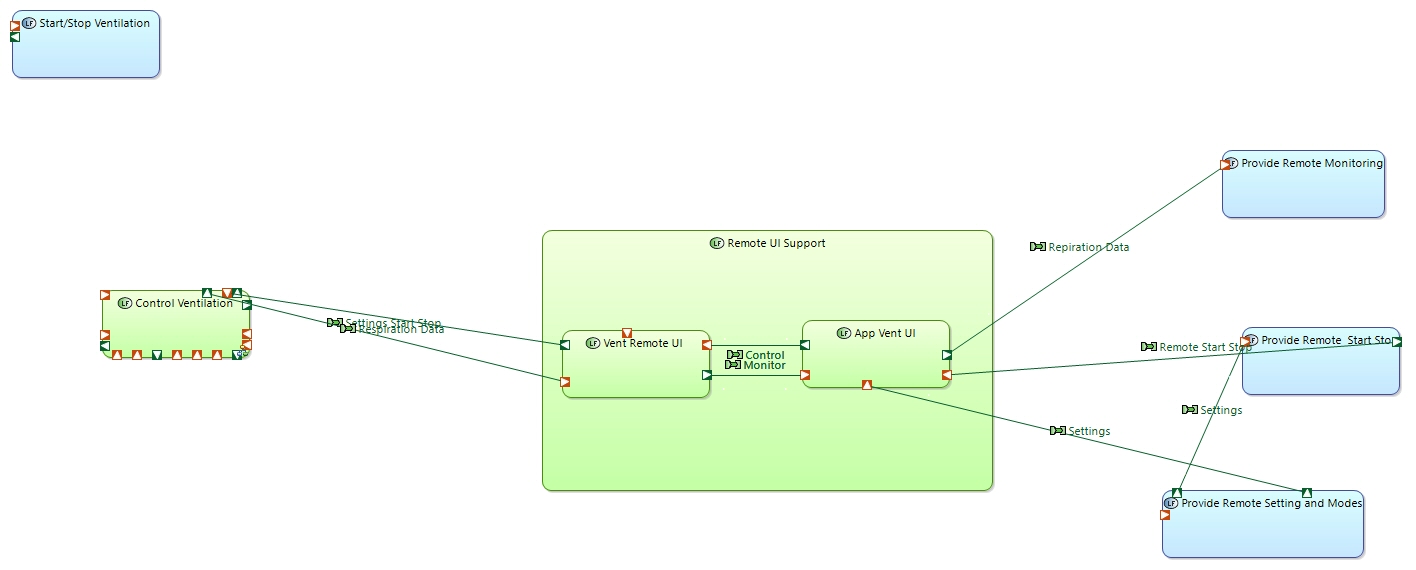 LF Start/Stop Ventilation
LF Provide Remote Monitoring
LF Remote UI Support
Repiration Data
LF Control Ventilation
Settings Start Stop
Respiration Data
LF Vent Remote UI
LF App Vent UI
Control
Monitor
Remote Start Stop
LF Provide Remote Start Sto
Settings
Settings
LF Provide Remote Setting and Modes